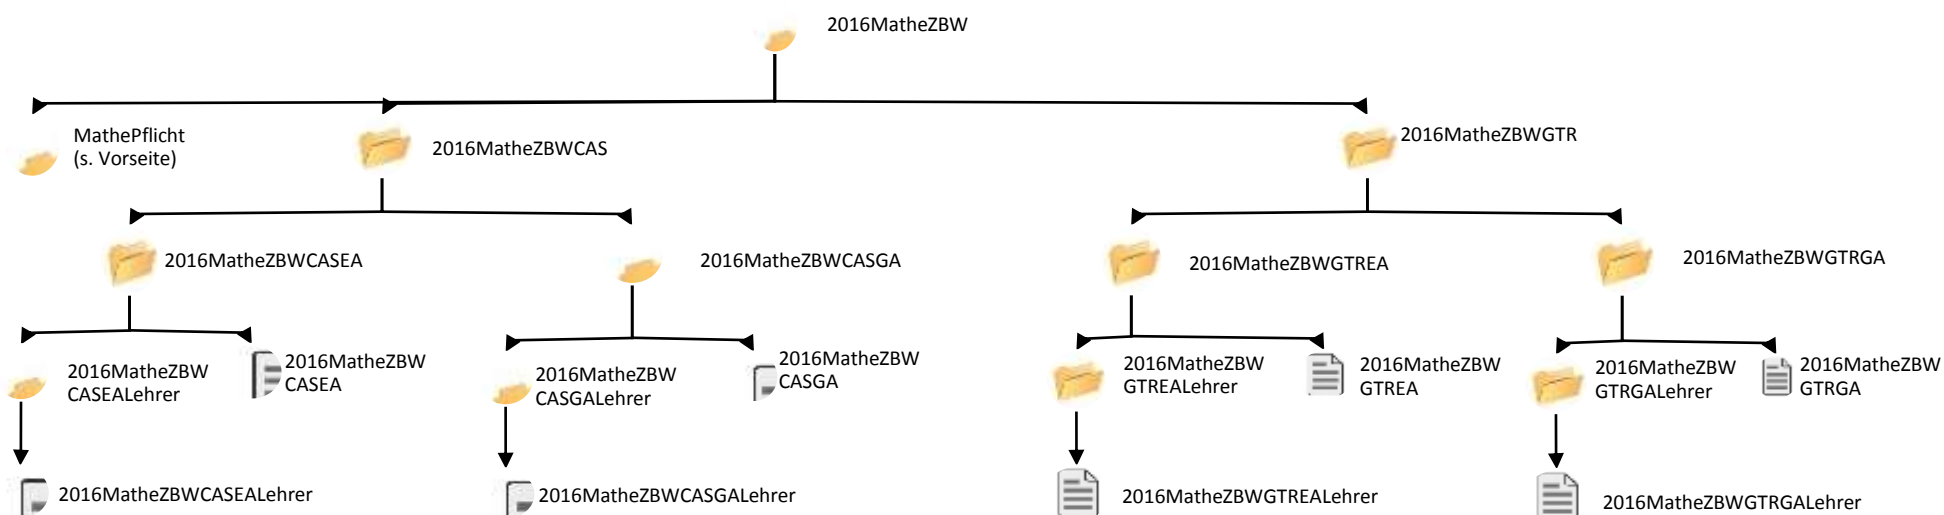 2016MatheZBW
MathePflicht
(s. Vorseite)
2016MatheZBWCAS
2016MatheZBWGTR
2016MatheZBWCASEA
2016MatheZBWCASGA
2016MatheZBWGTREA
2016MatheZBWGTRGA
2016MatheZBW
CASEALehrer
2016MatheZBW
CASEA
2016MatheZBW
CASGALehrer
2016MatheZBW
CASGA
2016MatheZBW
GTREALehrer
2016MatheZBW
GTREA
2016MatheZBW
GTRGALehrer
2016MatheZBW
GTRGA
2016MatheZBWCASEALehrer
2016MatheZBWCASGALehrer
2016MatheZBWGTREALehrer
2016MatheZBWGTRGALehrer